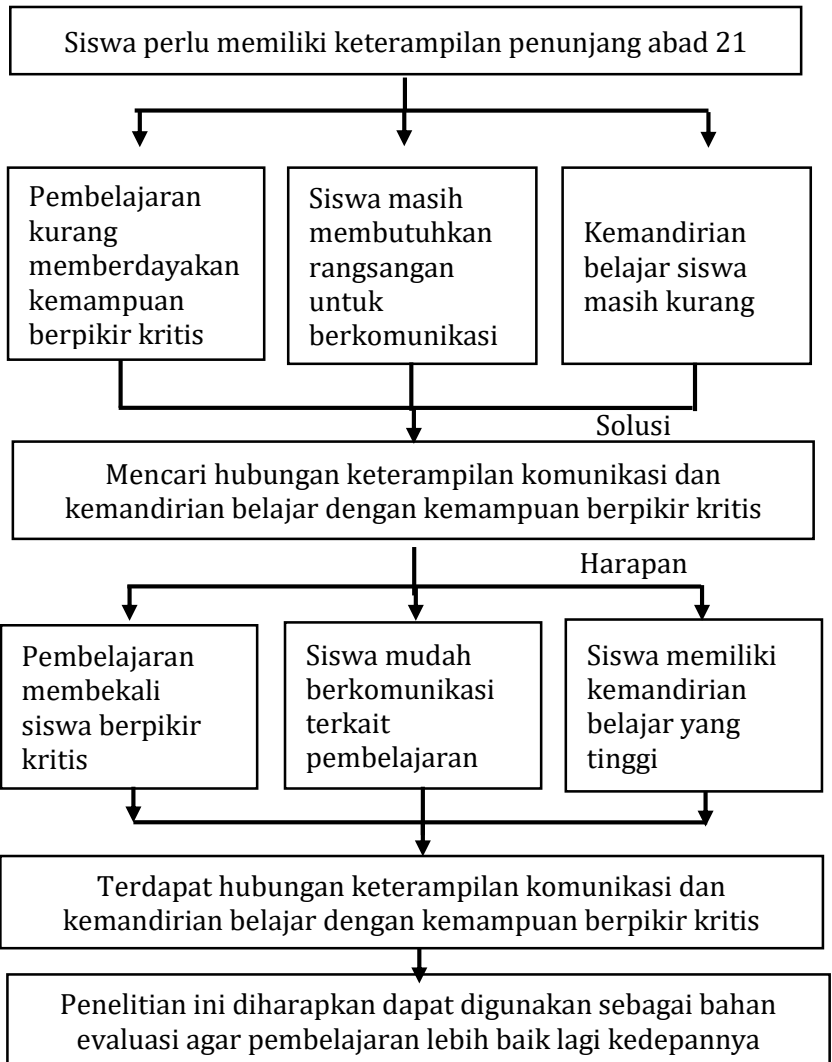 Siswa perlu memiliki keterampilan penunjang abad 21
Pembelajaran
kurang
memberdayakan
kemampuan
berpikir kritis
Siswa masih
membutuhkan
rangsangan
untuk
berkomunikasi
Kemandirian
belajar siswa
masih kurang
Solusi
Mencari hubungan keterampilan komunikasi dan
kemandirian belajar dengan kemampuan berpikir kritis
Harapan
Pembelajaran
membekali
siswa berpikir
kritis
Siswa mudah
berkomunikasi
terkait
pembelajaran
Siswa memiliki
kemandirian
belajar yang
tinggi
Terdapat hubungan keterampilan komunikasi dan
kemandirian belajar dengan kemampuan berpikir kritis
Penelitian ini diharapkan dapat digunakan sebagai bahan
evaluasi agar pembelajaran lebih baik lagi kedepannya